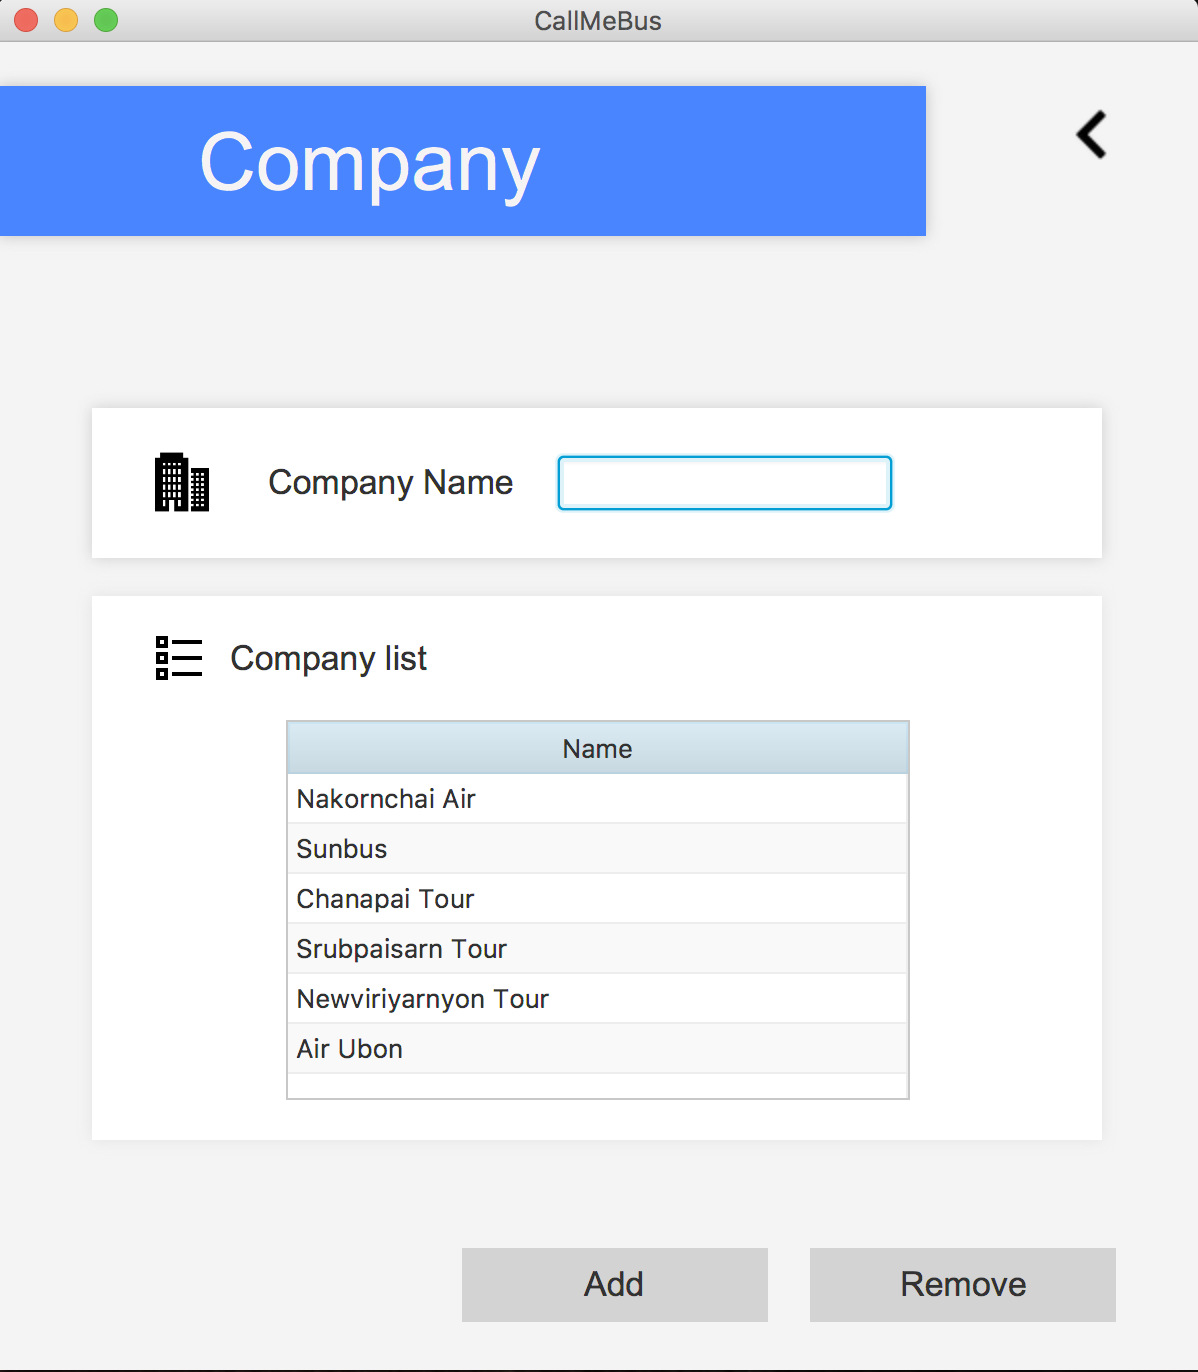 CallMeBus
Company
Company Name
Company list
Name
Nakornchai Air
Sunbus
Chanapai Tour
Srubpaisarn Tour
Newviriyarnyon Tour
Air Ubon
Add
Remove